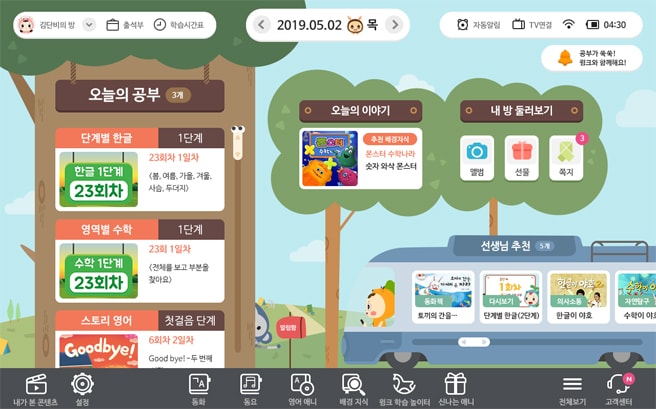 김단비의 방
출석부
학습시간표
2019.05.02 목
자동알림
TV연결
04:30
공부가 쑥쑥!
윙크와 함께해요!
오늘의 공부 3개
단계별 한글 1단계
한글 1단계
23회차
23회차 1일차
<봄, 여름, 가을, 겨울,
사슴, 두더지>
영역별 수학 1단계
수학 1단계
23회차
23회 1일차
<전체를 보고 부분을
찾아요>
스토리 영어 첫걸음 단계
Goodbye!
6회차 2일차
Good bye! - 두 번째
오늘의 이야기
추천 배경지식
몬스터 수학나라
숫자 와삭 몬스터
내 방 둘러보기
앨범
선물
3
쪽지
알림함
선생님 추천 5개
동화책
토끼의 간을…
1회차
다시보기
단계별 한글(2단계)
한글이 야호
의사소통
한글이 야호
수학이 야호
자연탐구
수학이 야호
내가 본 콘텐츠
설정
동화
동요
영어 애니
배경 지식
윙크 학습 놀이터
신나는 애니
전체보기
N
고객센터